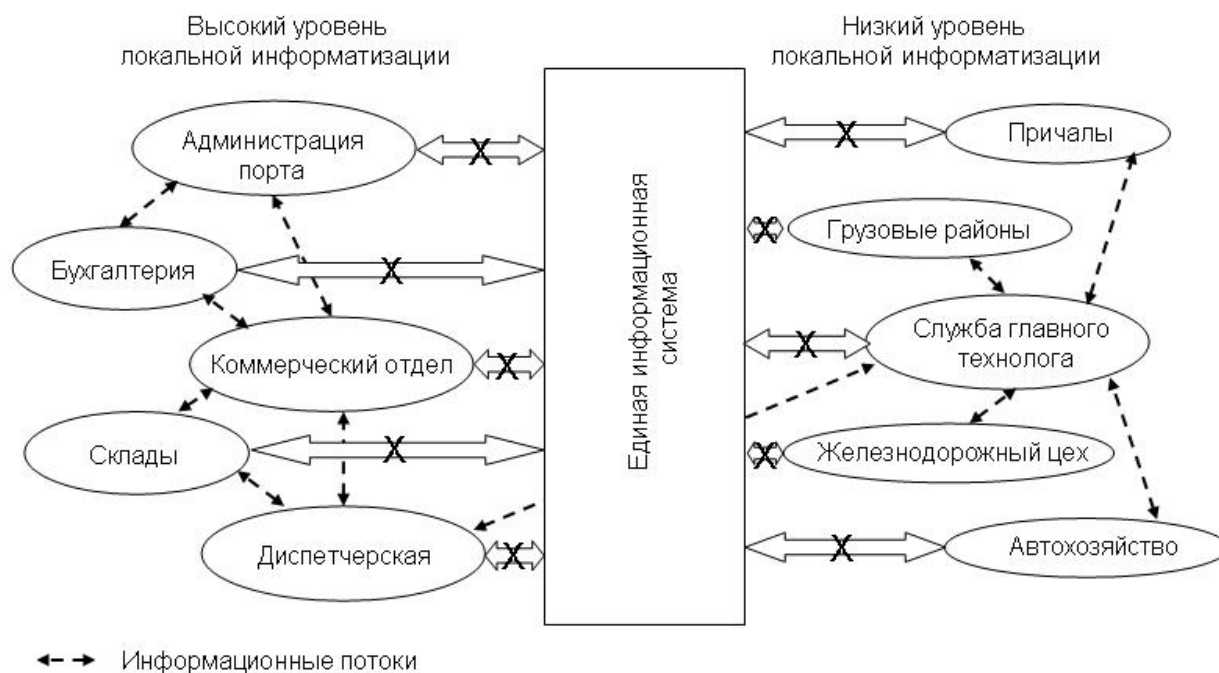 Высокий уровень
локальной информатизации
Низкий уровень
локальной информатизации
Администрация
порта
Бухгалтерия
Коммерческий отдел
Склады
Диспетчерская
Единая информационная
система
Причалы
Грузовые районы
Служба главного
технолога
Железнодорожный цех
Автохозяйство
Информационные потоки